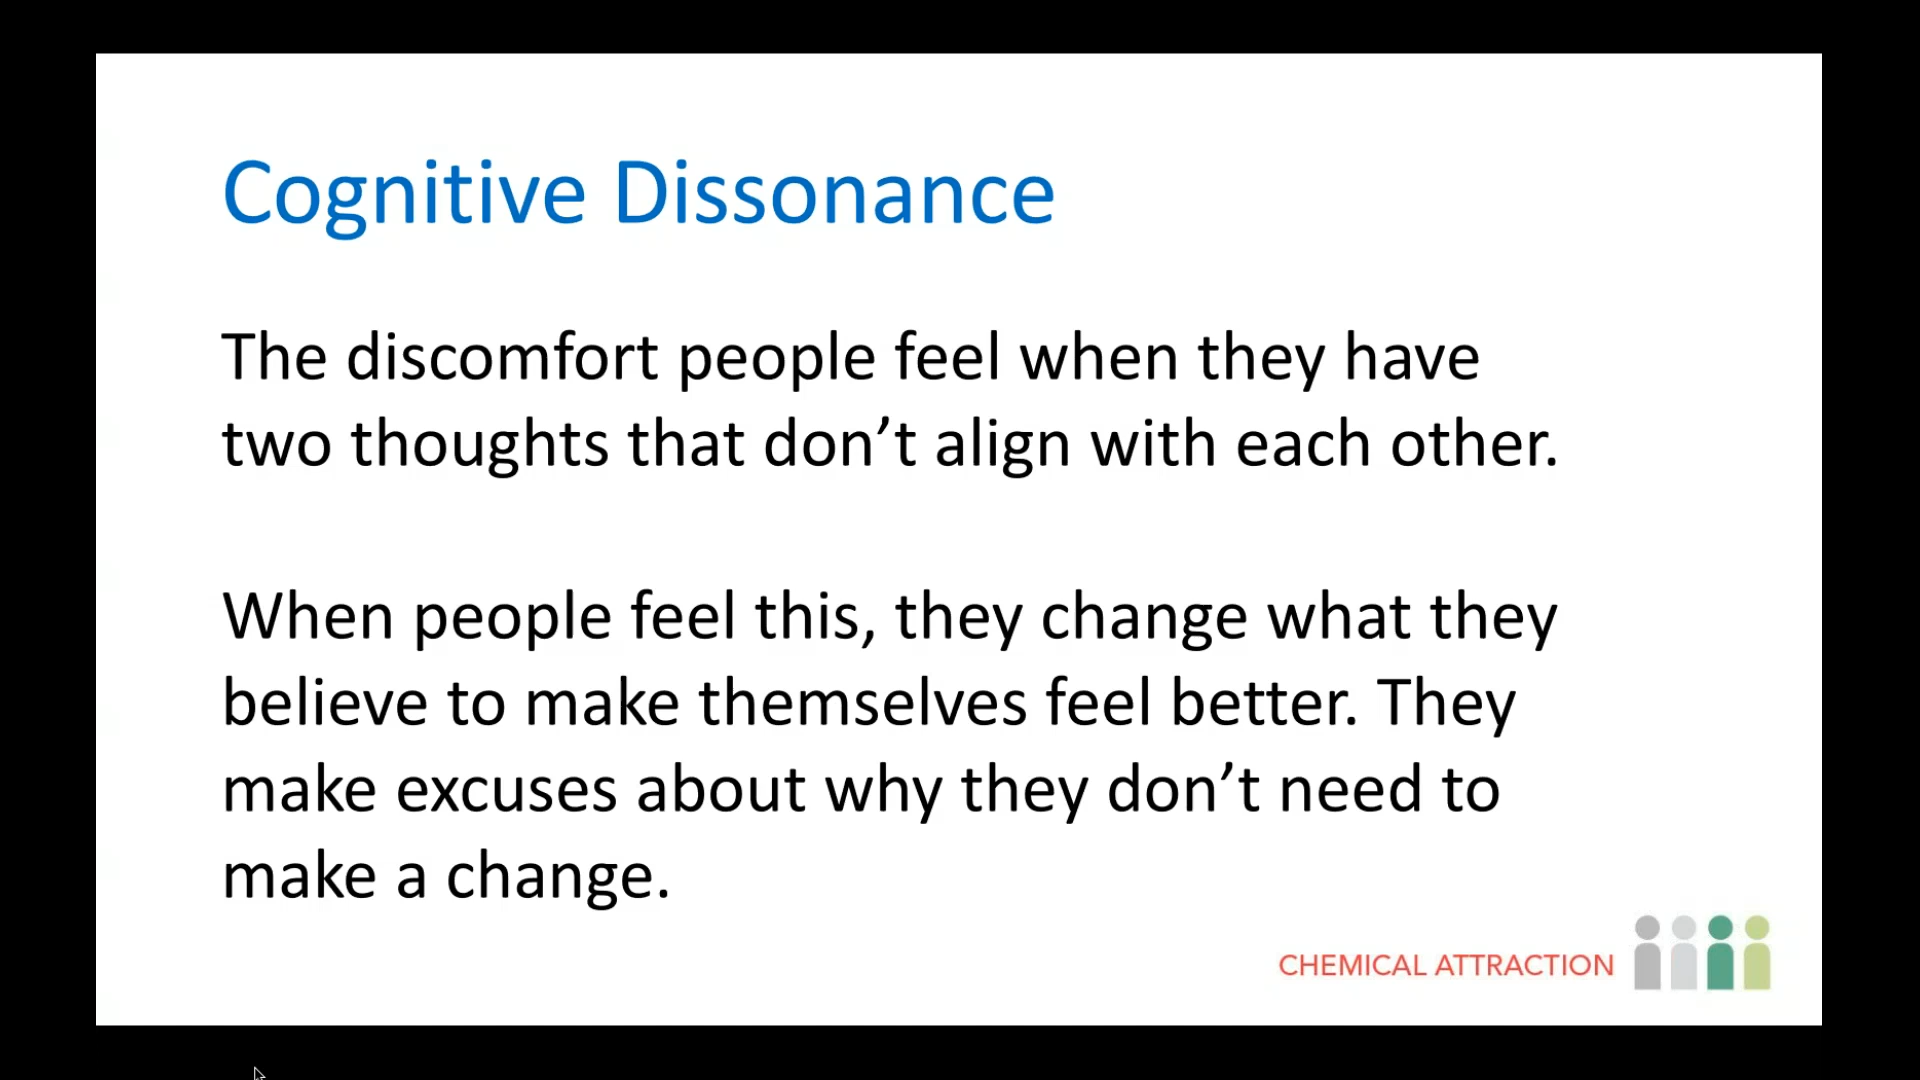 Cognitive Dissonance
The discomfort people feel when they have
two thoughts that don’t align with each other.
When people feel this, they change what they
believe to make themselves feel better. They
make excuses about why they don’t need to
make a change.
CHEMICAL ATTRACTION